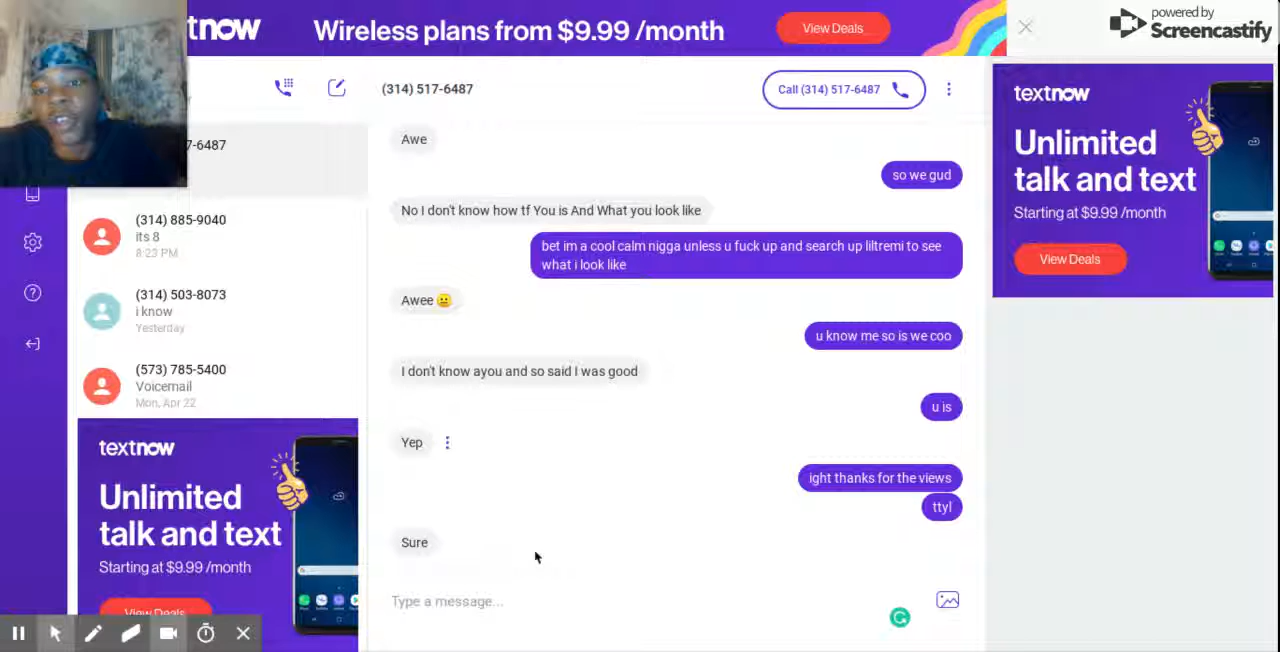 tnow
Wireless plans from $9.99 /month
View Deals
powered by
Screencastify
(314) 517-6487
Call (314) 517-6487
7-6487
(314) 885-9040
its 8
8:23 PM
(314) 503-8073
i know
Yesterday
(573) 785-5400
Voicemail
Mon, Apr 22
textnow
Unlimited
talk and text
Starting at $9.99 /month
View Deals
Awe
so we gud
No I don't know how tf You is And What you look like
bet im a cool calm nigga unless u fuck up and search up liltremi to see
what i look like
Awee 😐
u know me so is we coo
I don't know ayou and so said I was good
u is
Yep
ight thanks for the views
ttyl
Sure
Type a message...
textnow
Unlimited
talk and text
Starting at $9.99 /month
View Deals